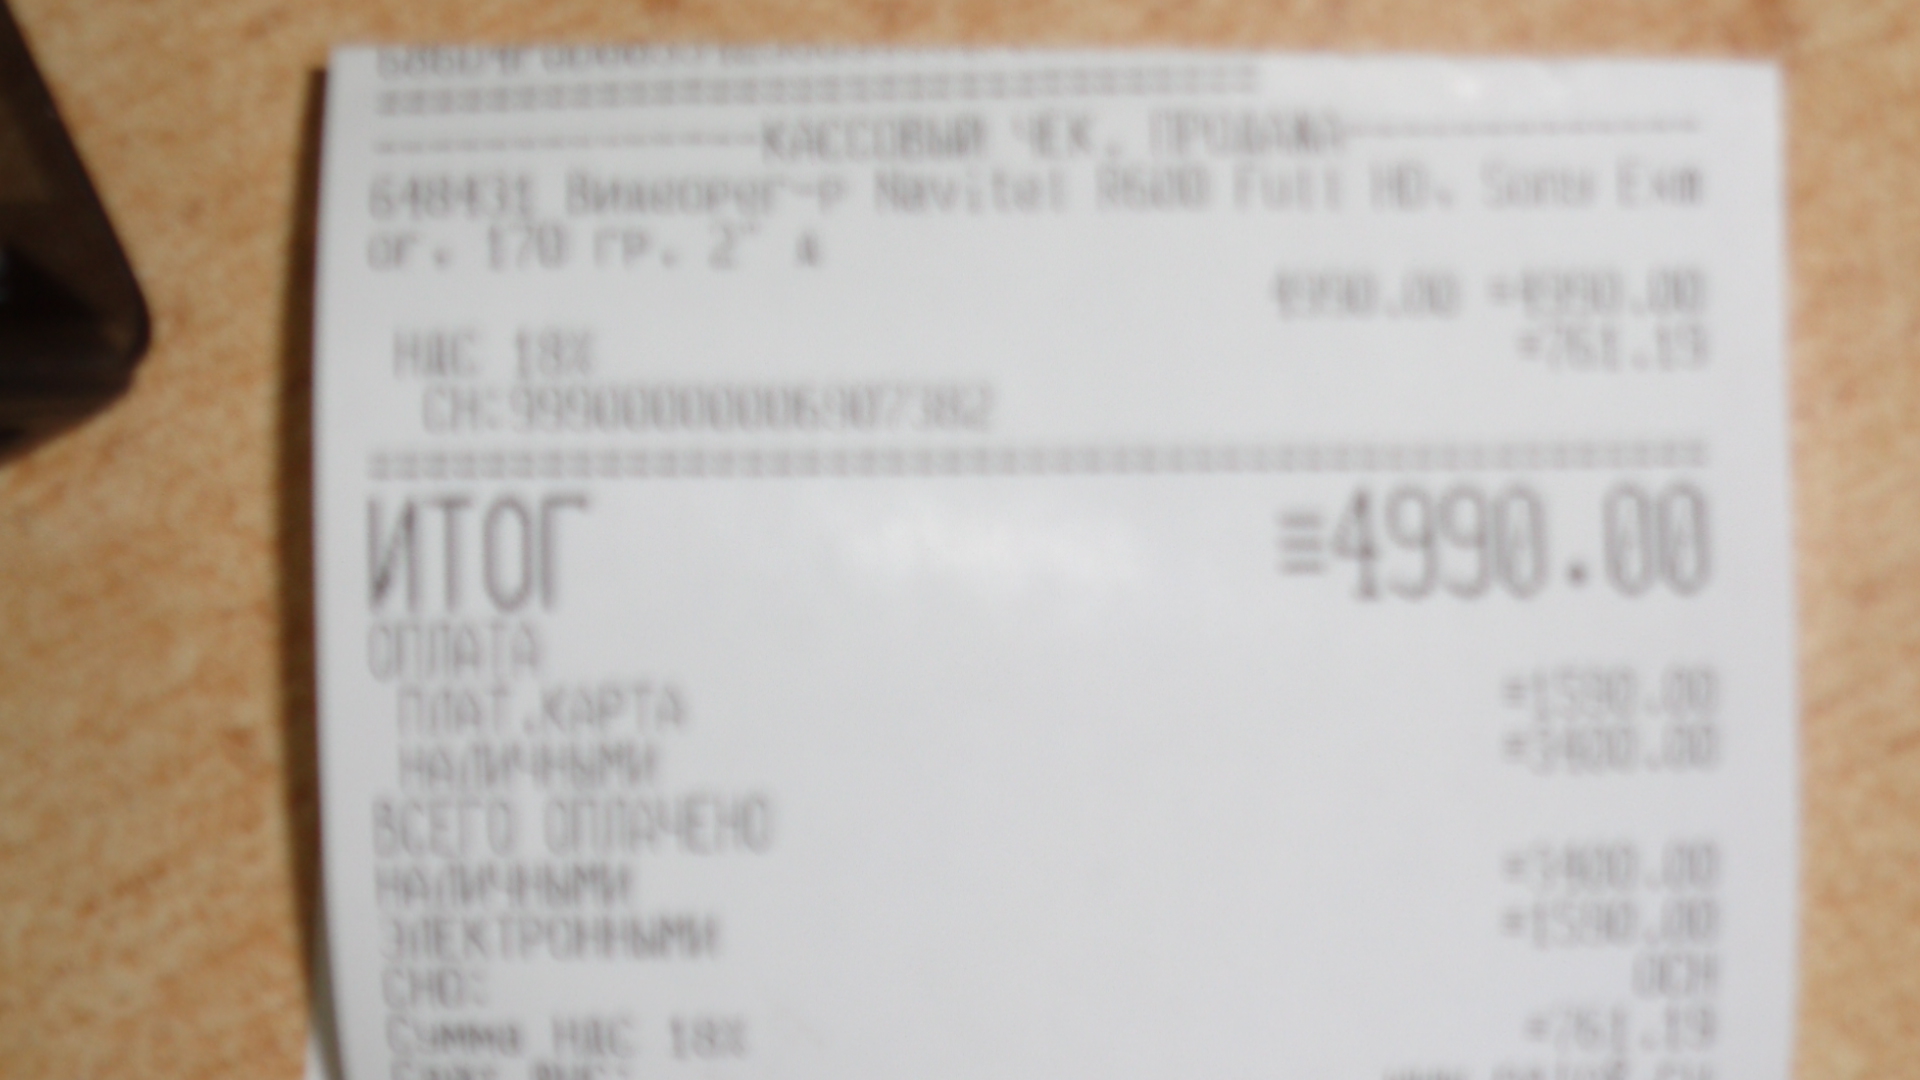 КАССОВЫЙ ЧЕК. ПРОДАЖА
648431 Navitel R600 Full HD, Sony Exm
ог. 170 гр. 2"
4990.00 =4990.00
НДС 18% =761.19
СН:99900000006907382
ИТОГ ≡4990.00
ОПЛАТА
ПЛАТ.КАРТА =1590.00
НАЛИЧНЫМИ =3400.00
ВСЕГО ОПЛАЧЕНО
НАЛИЧНЫМИ =3400.00
ЭЛЕКТРОННЫМИ =1590.00
СНО: ОСН
Сумма НДС 18% =761.19